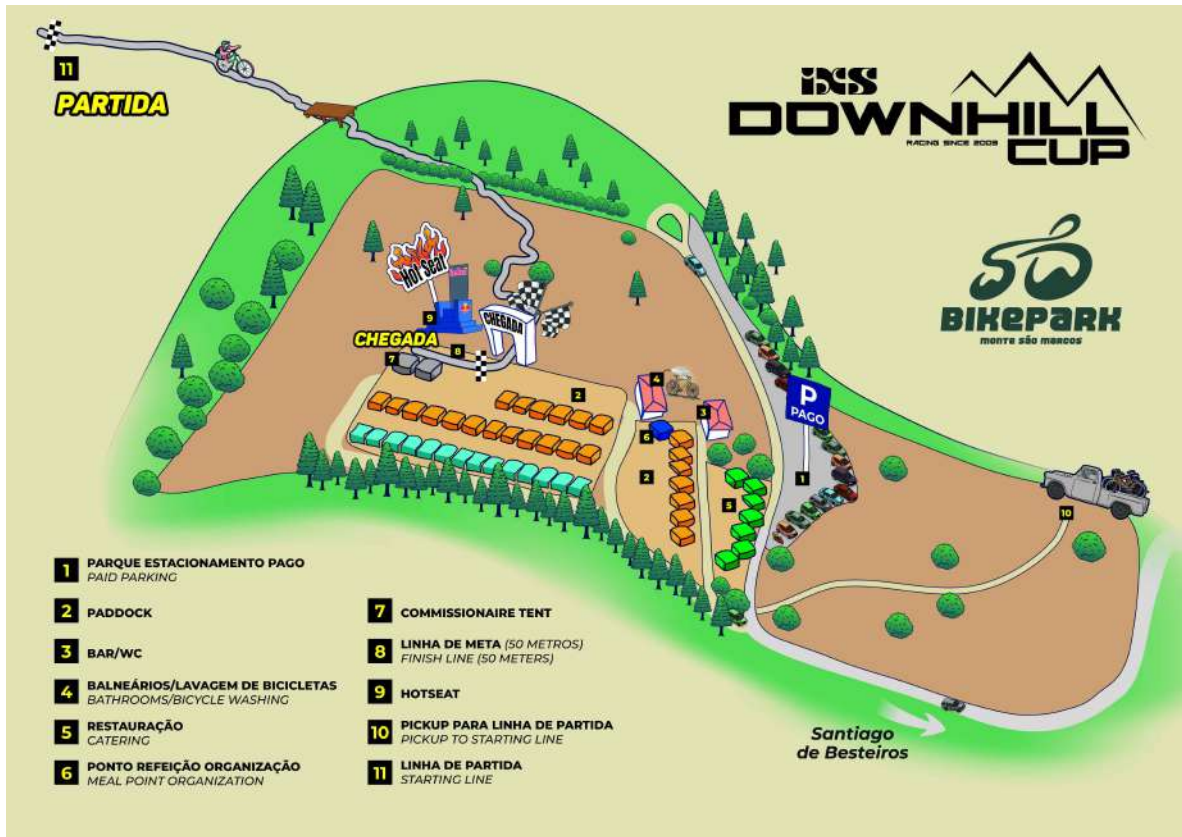 11
PARTIDA
iXS
DOWNHILL
RACING SINCE 2009
CUP
BIKEPARK
MONTE SÃO MARCOS
Hot Seat
9
CHEGADA
CHEGADA
8
7
2
4
3
6
2
5
P
PAGO
1
10
Santiago
de Besteiros
1 PARQUE ESTACIONAMENTO PAGO
PAID PARKING
2 PADDOCK
3 BAR/WC
4 BALNEÁRIOS/LAVAGEM DE BICICLETAS
BATHROOMS/BICYCLE WASHING
5 RESTAURAÇÃO
CATERING
6 PONTO REFEIÇÃO ORGANIZAÇÃO
MEAL POINT ORGANIZATION
7 COMMISSIONAIRE TENT
8 LINHA DE META (50 METROS)
FINISH LINE (50 METERS)
9 HOTSEAT
10 PICKUP PARA LINHA DE PARTIDA
PICKUP TO STARTING LINE
11 LINHA DE PARTIDA
STARTING LINE